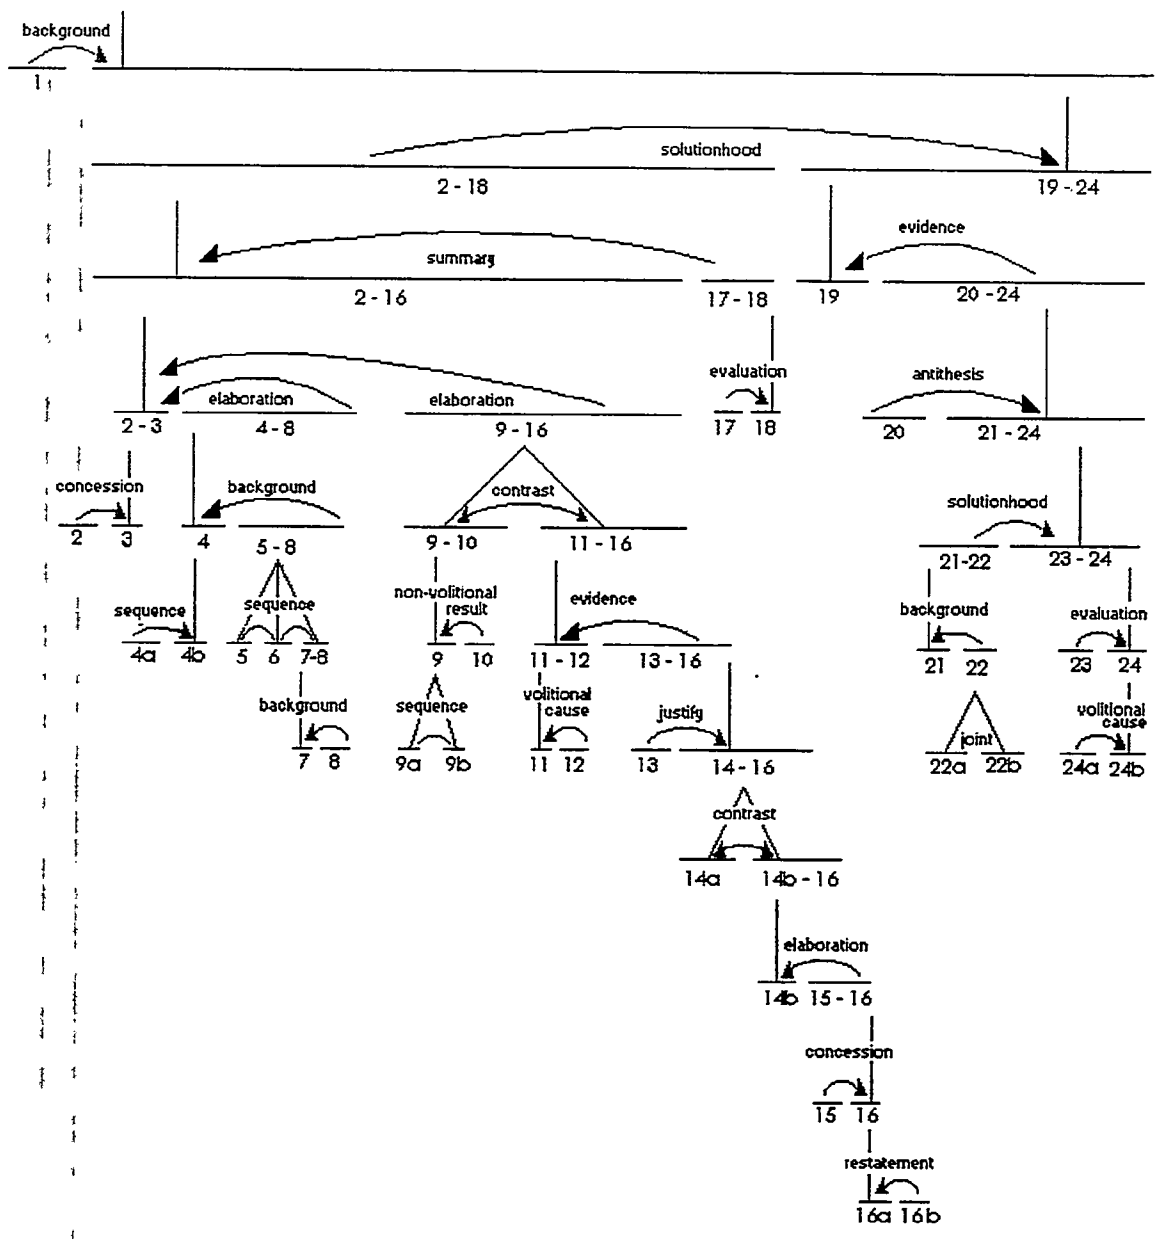 background
1
solutionhood
2 - 18 19 - 24
evidence
summary
2 - 16 17 - 18 19 20 - 24
evaluation antithesis
elaboration elaboration
2 - 3 4 - 8 9 - 16 17 18 20 21 - 24
concession background contrast solutionhood
2 3 4 5 - 8 9 - 10 11 - 16 21-22 23 - 24
sequence sequence non-volitional result evidence background evaluation
4a 4b 5 6 7-8 9 10 11 - 12 13 - 16 21 22 23 24
background sequence volitional cause justify joint volitional cause
7 8 9a 9b 11 12 13 14 - 16 22a 22b 24a 24b
contrast
14a 14b - 16
elaboration
14b 15 - 16
concession
15 16
restatement
16a 16b